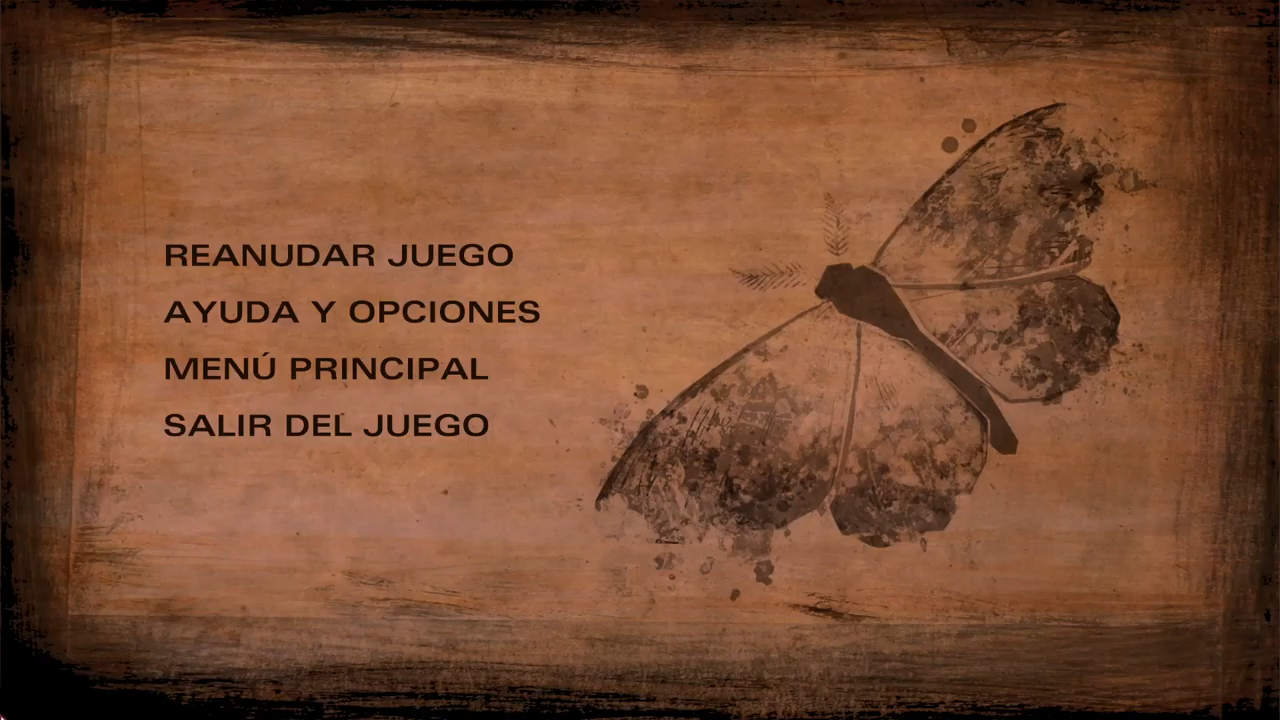 REANUDAR JUEGO
AYUDA Y OPCIONES
MENÚ PRINCIPAL
SALIR DEL JUEGO